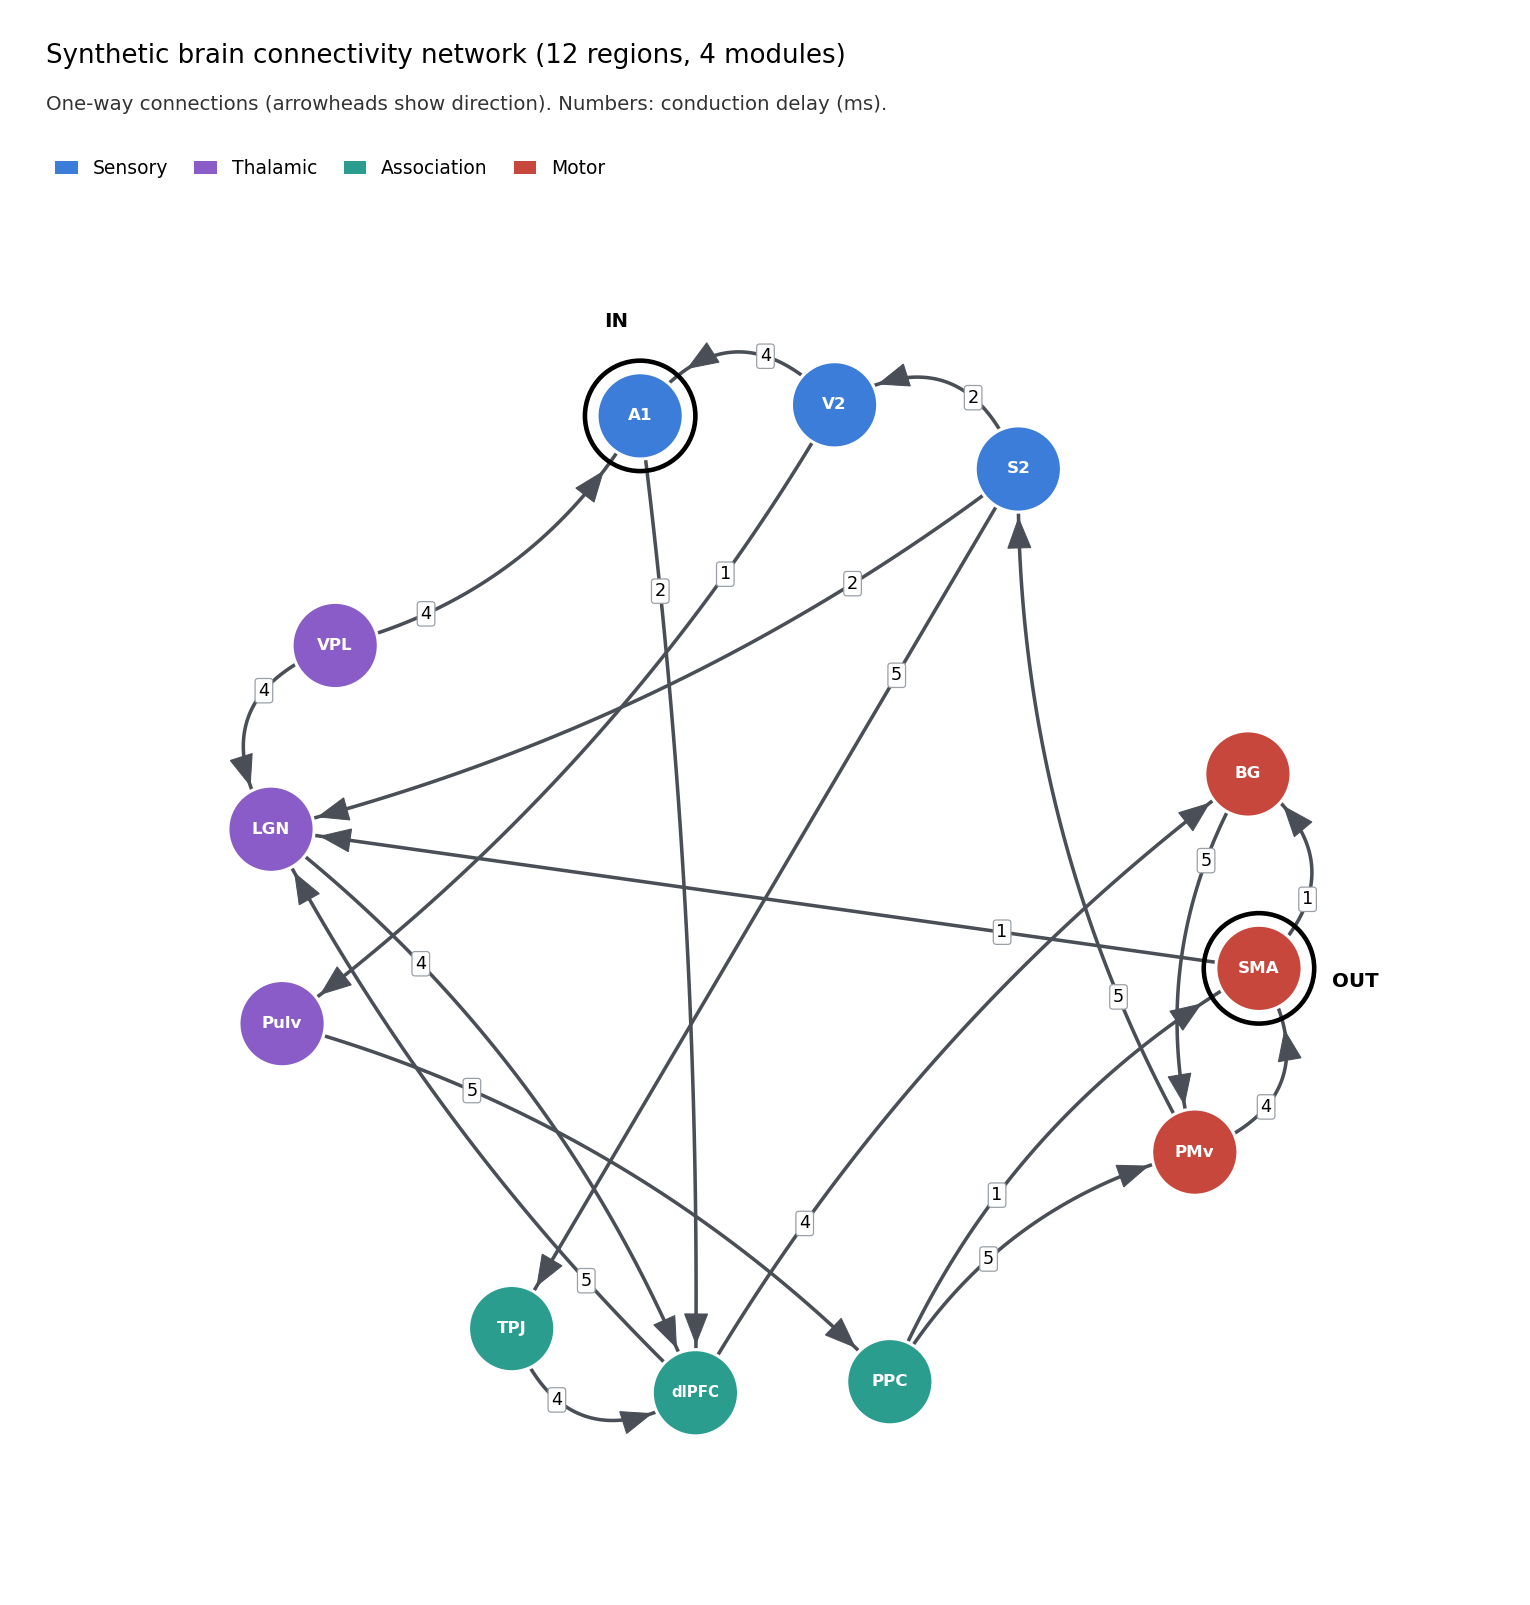 Synthetic brain connectivity network (12 regions, 4 modules)
One-way connections (arrowheads show direction). Numbers: conduction delay (ms).
Sensory Thalamic Association Motor
IN
4
A1
V2
2
S2
1
2
2
4
VPL
5
4
BG
LGN
5
1
1
4
SMA
OUT
5
Pulv
5
4
PMv
1
4
5
5
TPJ
PPC
dlPFC
4